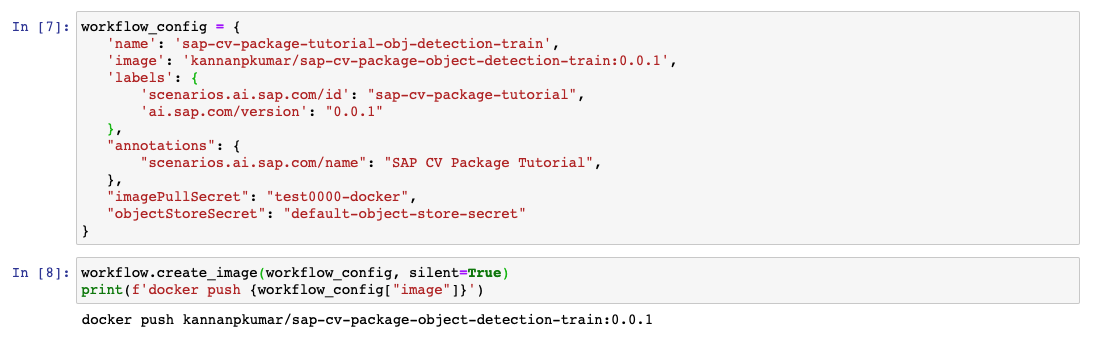 In [7]: workflow_config = {
'name': 'sap-cv-package-tutorial-obj-detection-train',
'image': 'kannanpkumar/sap-cv-package-object-detection-train:0.0.1',
'labels': {
'scenarios.ai.sap.com/id': "sap-cv-package-tutorial",
'ai.sap.com/version': "0.0.1"
},
"annotations": {
"scenarios.ai.sap.com/name": "SAP CV Package Tutorial",
},
"imagePullSecret": "test0000-docker",
"objectStoreSecret": "default-object-store-secret"
}
In [8]: workflow.create_image(workflow_config, silent=True)
print(f'docker push {workflow_config["image"]}')
docker push kannanpkumar/sap-cv-package-object-detection-train:0.0.1